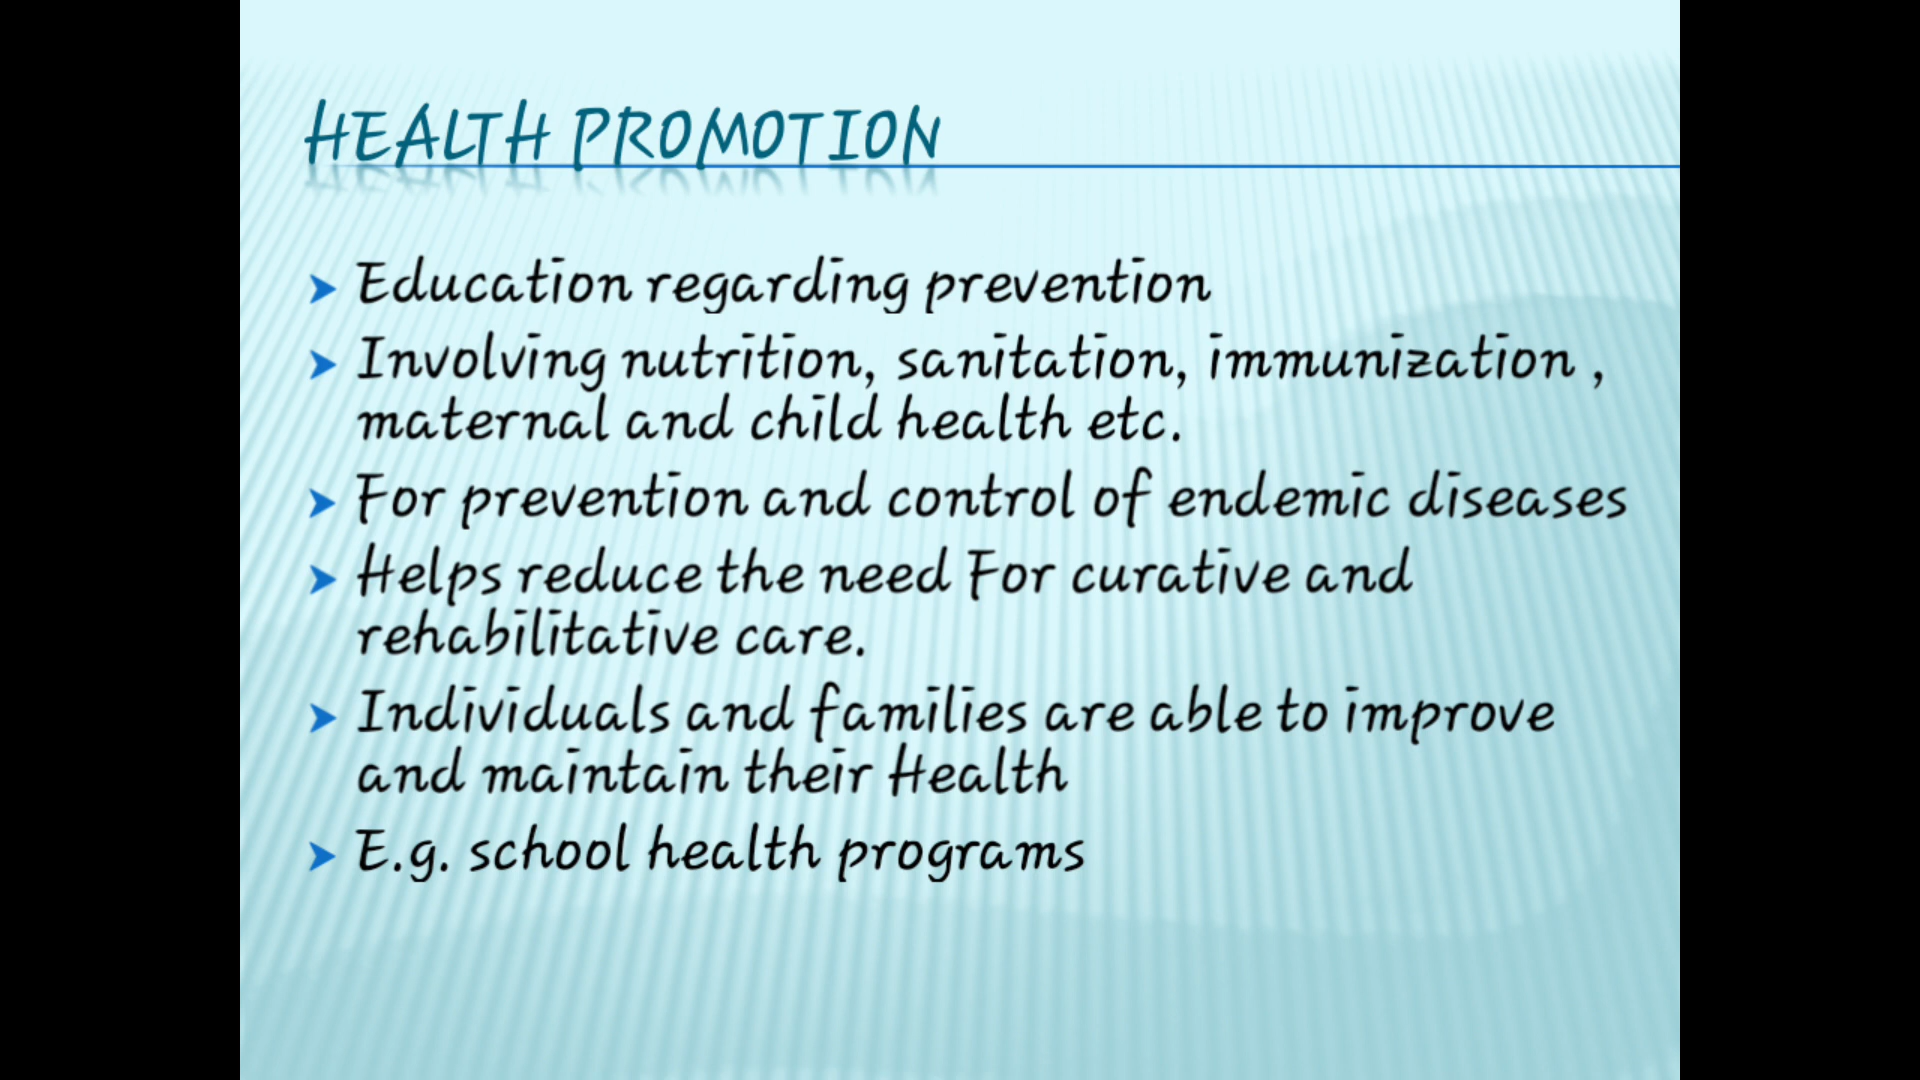 HEALTH PROMOTION
Education regarding prevention
Involving nutrition, sanitation, immunization ,
maternal and child health etc.
For prevention and control of endemic diseases
Helps reduce the need For curative and
rehabilitative care.
Individuals and families are able to improve
and maintain their Health
E.g. school health programs